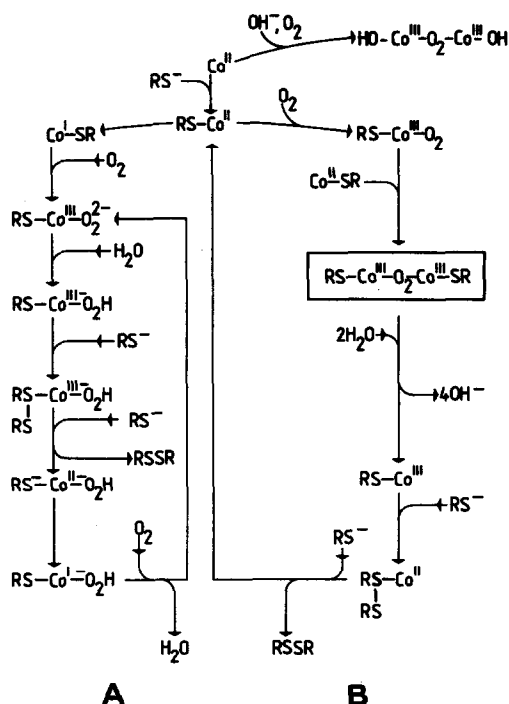 OH⁻,O₂
HO-Coᴵᴵᴵ-O₂-Coᴵᴵᴵ-OH
Coᴵᴵ
RS⁻
O₂
Coᴵ-SR
RS-Coᴵᴵ
RS-Coᴵᴵᴵ-O₂
O₂
Coᴵᴵ-SR
RS-Coᴵᴵᴵ-O₂²⁻
H₂O
RS-Coᴵᴵᴵ-O₂-Coᴵᴵᴵ-SR
RS-Coᴵᴵᴵ-O₂H
2H₂O
RS⁻
4OH⁻
RS-Coᴵᴵᴵ-O₂H
RS
RS⁻
RSSR
RS-Coᴵᴵᴵ
RS-Coᴵᴵ-O₂H
RS⁻
O₂
RS⁻
RS-Coᴵ-O₂H
RS-Coᴵᴵ
RS
H₂O
RSSR
A
B